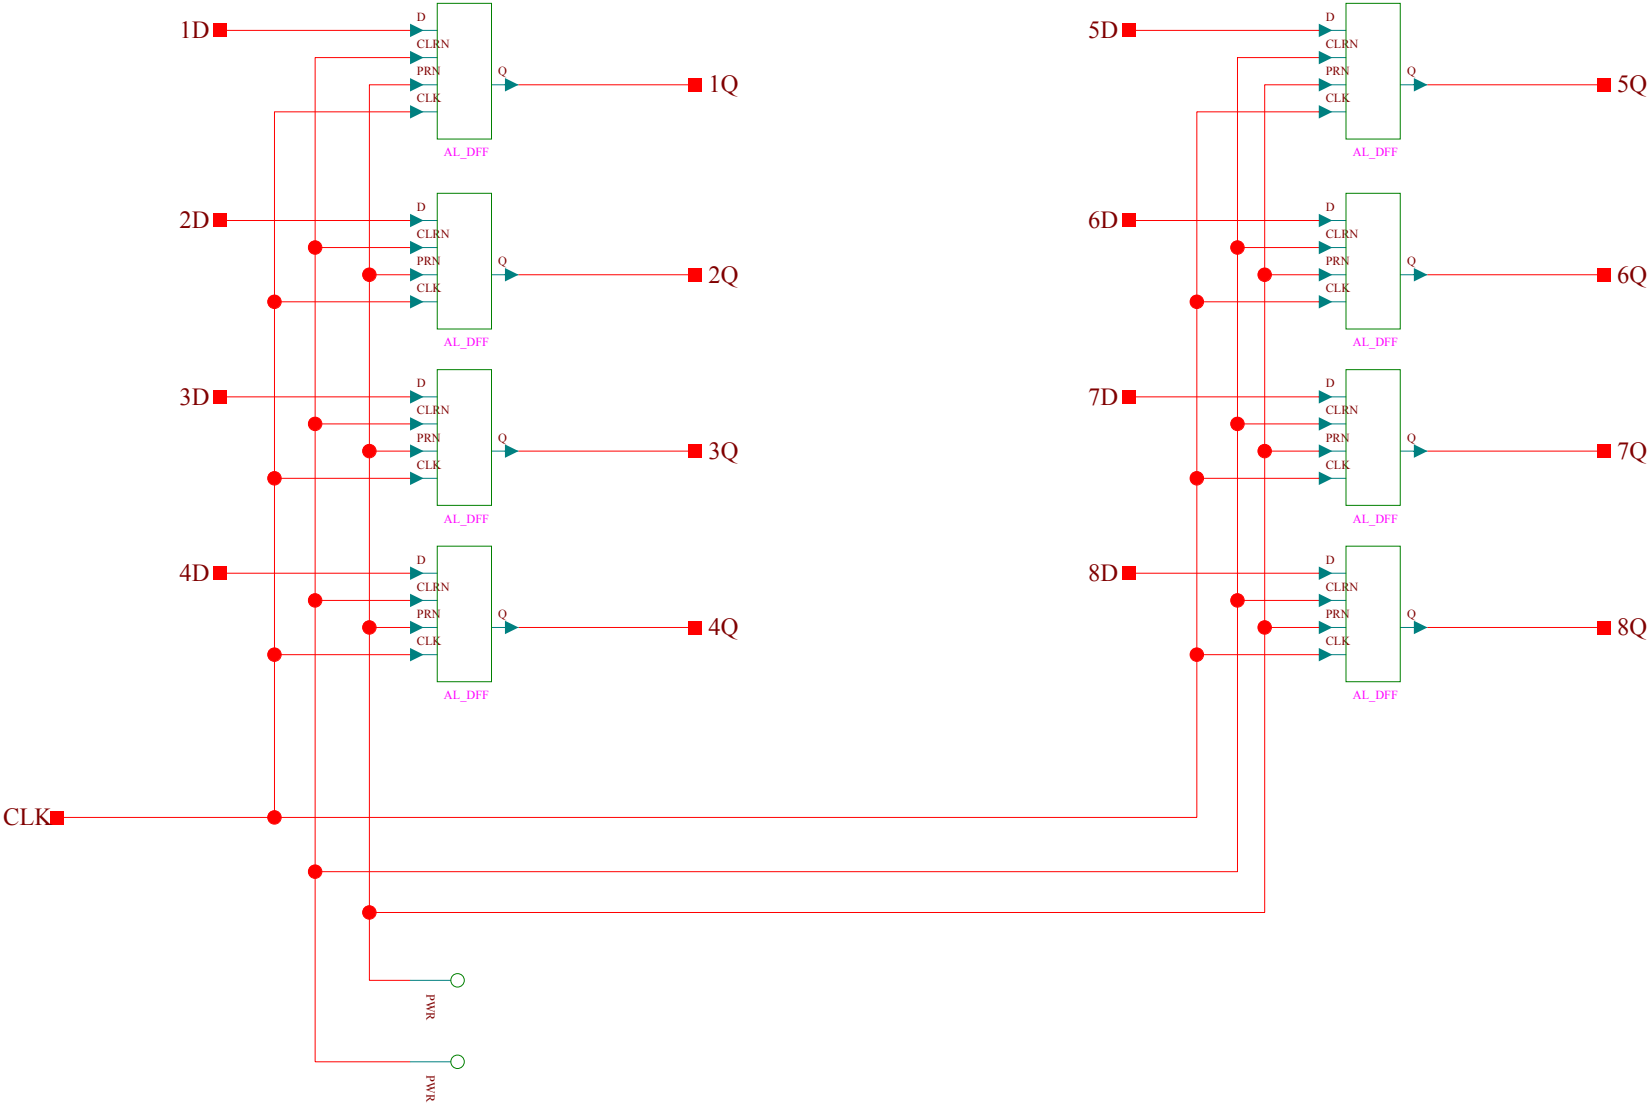 1D
D
CLRN
PRN
CLK
Q
1Q
AL_DFF
5D
D
CLRN
PRN
CLK
Q
5Q
AL_DFF
2D
D
CLRN
PRN
CLK
Q
2Q
AL_DFF
6D
D
CLRN
PRN
CLK
Q
6Q
AL_DFF
3D
D
CLRN
PRN
CLK
Q
3Q
AL_DFF
7D
D
CLRN
PRN
CLK
Q
7Q
AL_DFF
4D
D
CLRN
PRN
CLK
Q
4Q
AL_DFF
8D
D
CLRN
PRN
CLK
Q
8Q
AL_DFF
CLK
PWR
PWR